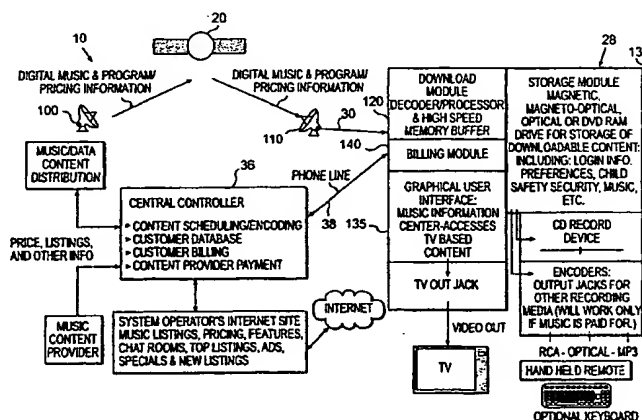 10
20
DIGITAL MUSIC & PROGRAM/
PRICING INFORMATION
DIGITAL MUSIC & PROGRAM/
PRICING INFORMATION
100
110
30
MUSIC/DATA
CONTENT
DISTRIBUTION
36
PHONE LINE
38
CENTRAL CONTROLLER
CONTENT SCHEDULING/ENCODING
CUSTOMER DATABASE
CUSTOMER BILLING
CONTENT PROVIDER PAYMENT
PRICE, LISTINGS,
AND OTHER INFO
MUSIC
CONTENT
PROVIDER
SYSTEM OPERATOR'S INTERNET SITE
MUSIC LISTINGS, PRICING, FEATURES,
CHAT ROOMS, TOP LISTINGS, ADS,
SPECIALS & NEW LISTINGS
INTERNET
28
120
DOWNLOAD
MODULE
DECODER/PROCESSOR
& HIGH SPEED
MEMORY BUFFER
140
BILLING MODULE
135
GRAPHICAL USER
INTERFACE:
MUSIC INFORMATION
CENTER-ACCESSES
TV BASED
CONTENT
TV OUT JACK
VIDEO OUT
TV
STORAGE MODULE
MAGNETIC,
MAGNETO-OPTICAL,
OPTICAL OR DVD RAM
DRIVE FOR STORAGE OF
DOWNLOADABLE CONTENT:
INCLUDING: LOGIN INFO.
PREFERENCES, CHILD
SAFETY SECURITY, MUSIC,
ETC.
CD RECORD
DEVICE
ENCODERS:
OUTPUT JACKS FOR
OTHER RECORDING
MEDIA (WILL WORK ONLY
IF MUSIC IS PAID FOR.)
RCA - OPTICAL - MP3
HAND HELD REMOTE
OPTIONAL KEYBOARD